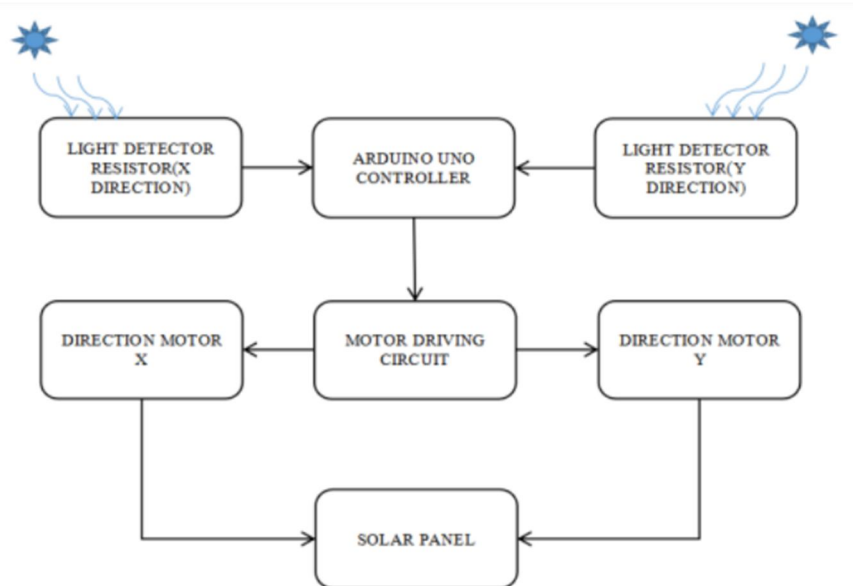 LIGHT DETECTOR
RESISTOR(X
DIRECTION)
ARDUINO UNO
CONTROLLER
LIGHT DETECTOR
RESISTOR(Y
DIRECTION)
DIRECTION MOTOR
X
MOTOR DRIVING
CIRCUIT
DIRECTION MOTOR
Y
SOLAR PANEL